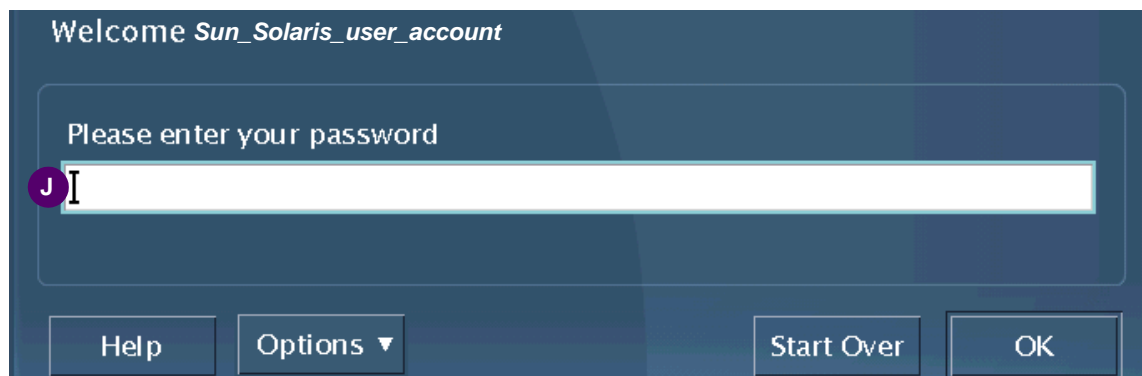 Welcome Sun_Solaris_user_account
Please enter your password
J
Help Options ▼ Start Over OK